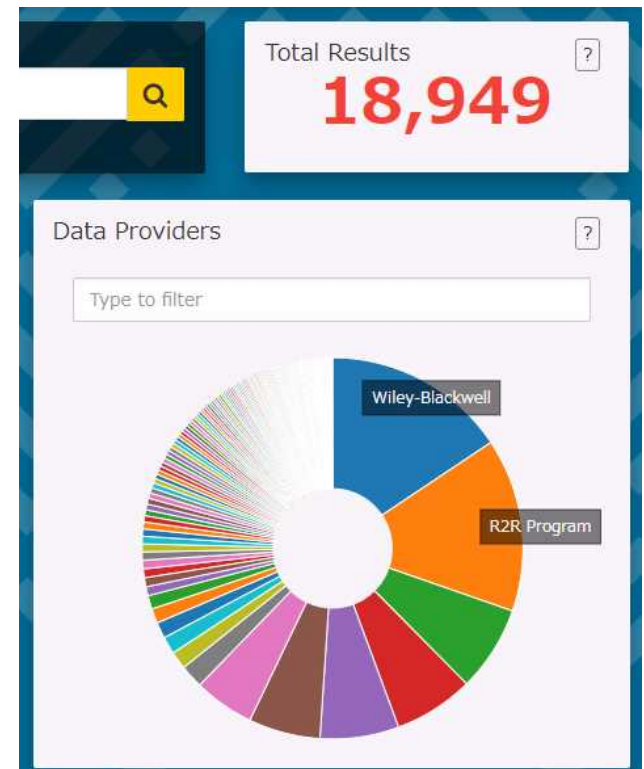 Total Results
?
18,949
Data Providers
?
Type to filter
Wiley-Blackwell
R2R Program